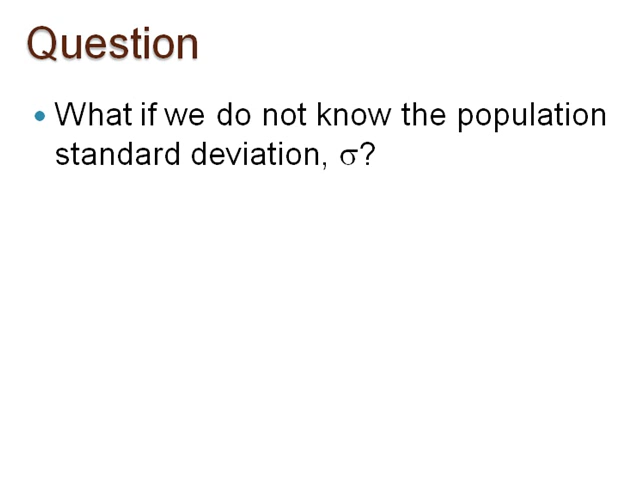 Question
• What if we do not know the population
standard deviation, σ?